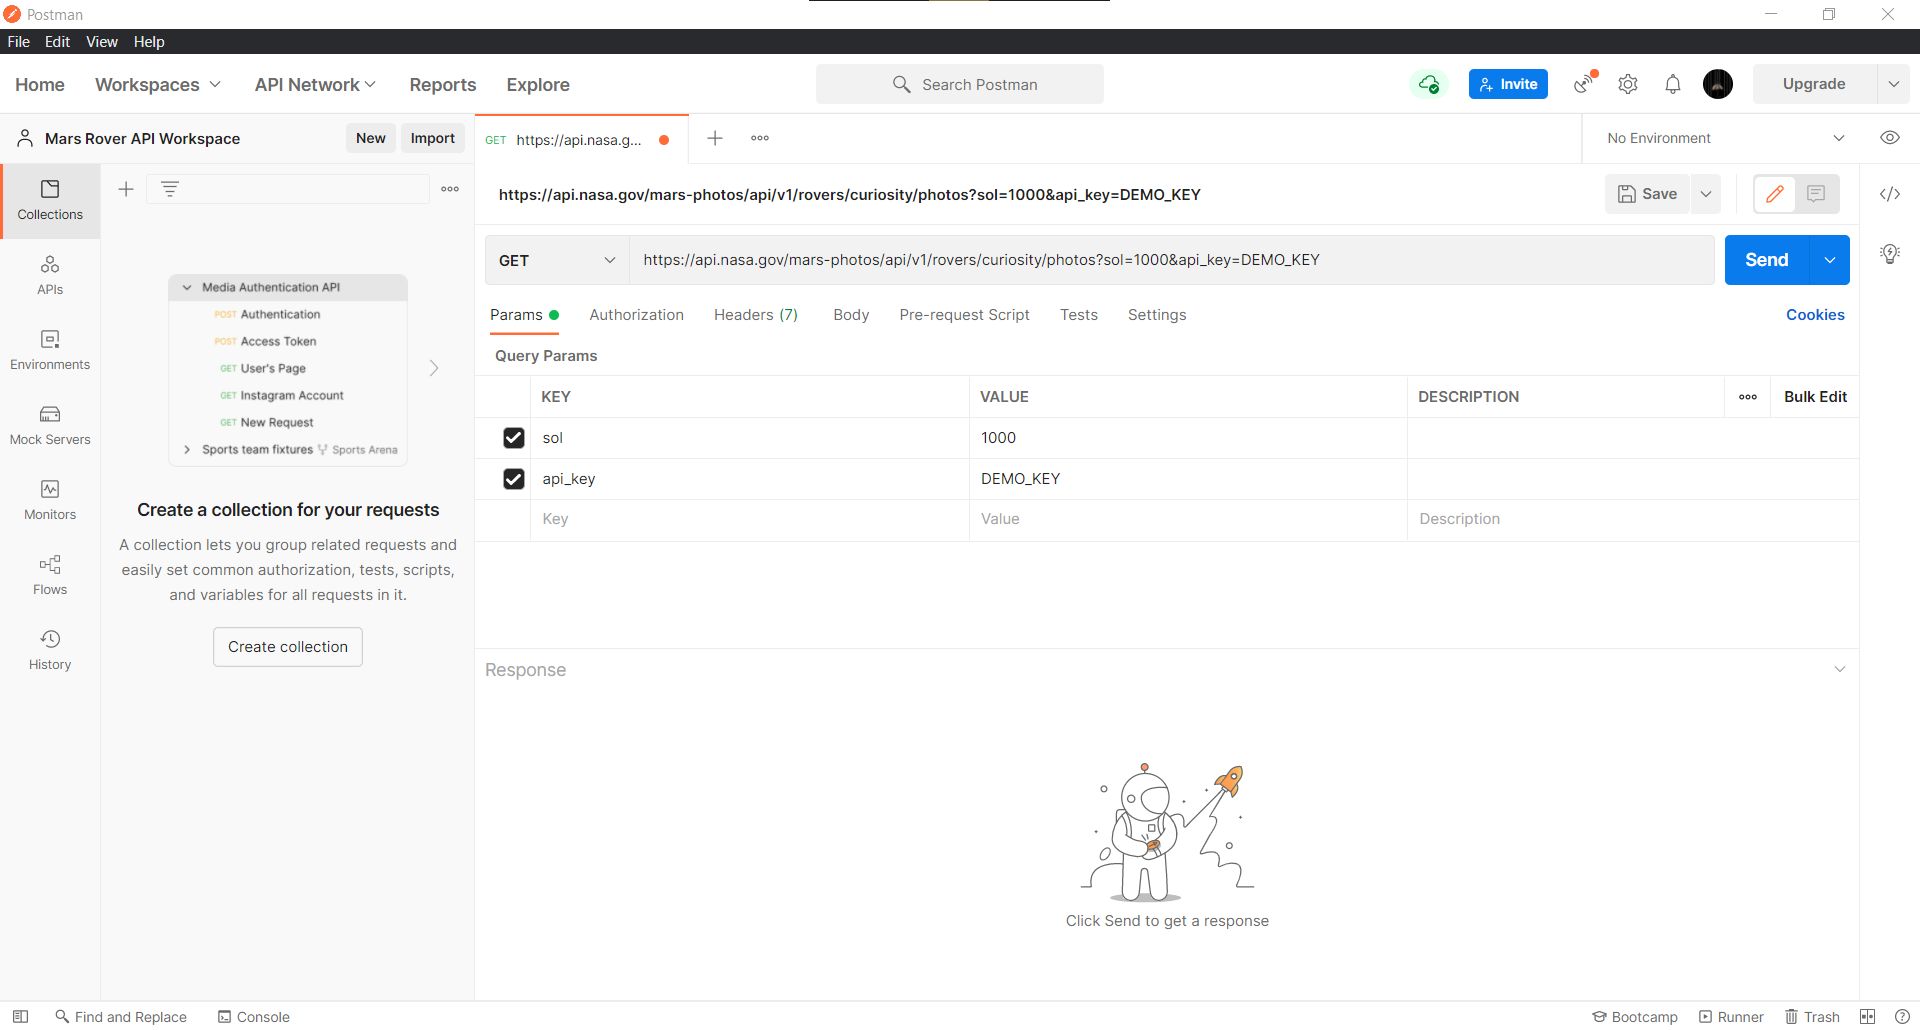 Postman
File Edit View Help
Home Workspaces API Network Reports Explore Search Postman Invite Upgrade
Mars Rover API Workspace New Import GET https://api.nasa.g... No Environment
https://api.nasa.gov/mars-photos/api/v1/rovers/curiosity/photos?sol=1000&api_key=DEMO_KEY Save
Collections
APIs
Environments
Mock Servers
Monitors
Flows
History
Media Authentication API
POST Authentication
POST Access Token
GET User's Page
GET Instagram Account
GET New Request
Sports team fixtures Sports Arena
Create a collection for your requests
A collection lets you group related requests and
easily set common authorization, tests, scripts,
and variables for all requests in it.
Create collection
GET https://api.nasa.gov/mars-photos/api/v1/rovers/curiosity/photos?sol=1000&api_key=DEMO_KEY Send
Params Authorization Headers (7) Body Pre-request Script Tests Settings Cookies
Query Params
KEY VALUE DESCRIPTION Bulk Edit
sol 1000
api_key DEMO_KEY
Key Value Description
Response
Click Send to get a response
Find and Replace Console Bootcamp Runner Trash